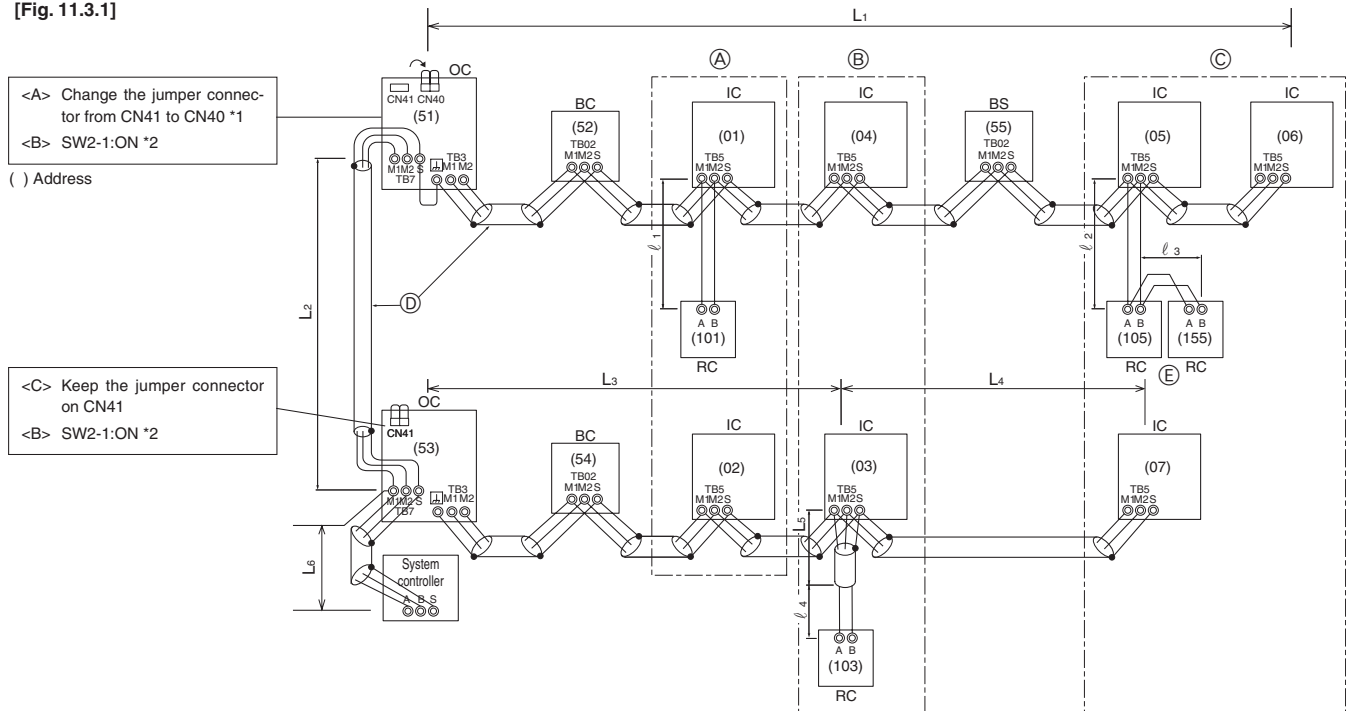 [Fig. 11.3.1]
L1
<A> Change the jumper connec-
tor from CN41 to CN40 *1
<B> SW2-1:ON *2
( ) Address
OC
CN41 CN40
(51)
M1M2 S
TB7
TB3
M1 M2
BC
(52)
TB02
M1M2S
A
IC
(01)
TB5
M1M2S
B
IC
(04)
TB5
M1M2S
BS
(55)
TB02
M1M2S
C
IC
(05)
TB5
M1M2S
IC
(06)
TB5
M1M2S
ℓ 1
ℓ 2
ℓ 3
L2
D
A B
(101)
RC
A B
(105)
RC
A B
(155)
RC
E
L3
L4
<C> Keep the jumper connector
on CN41
<B> SW2-1:ON *2
OC
CN41
(53)
M1M2 S
TB7
TB3
M1 M2
BC
(54)
TB02
M1M2S
IC
(02)
TB5
M1M2S
IC
(03)
TB5
M1M2S
IC
(07)
TB5
M1M2S
L5
L6
System
controller
A B S
ℓ 4
A B
(103)
RC